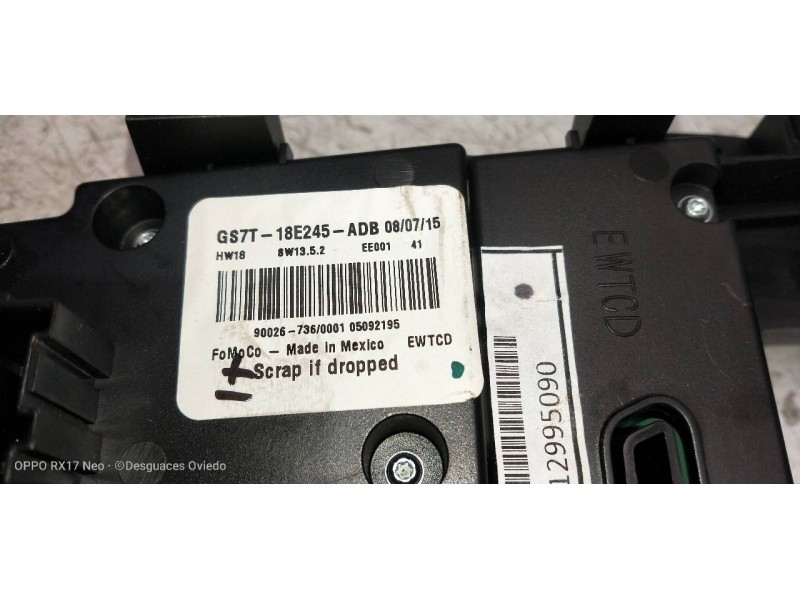 GS7T-18E245-ADB 08/07/15
HW18 SW13.5.2 EE001 41
90026-736/0001 05092195
FoMoCo - Made in Mexico EWTCD
Scrap if dropped
EWTCD
12995090
OPPO RX17 Neo · ©Desguaces Oviedo